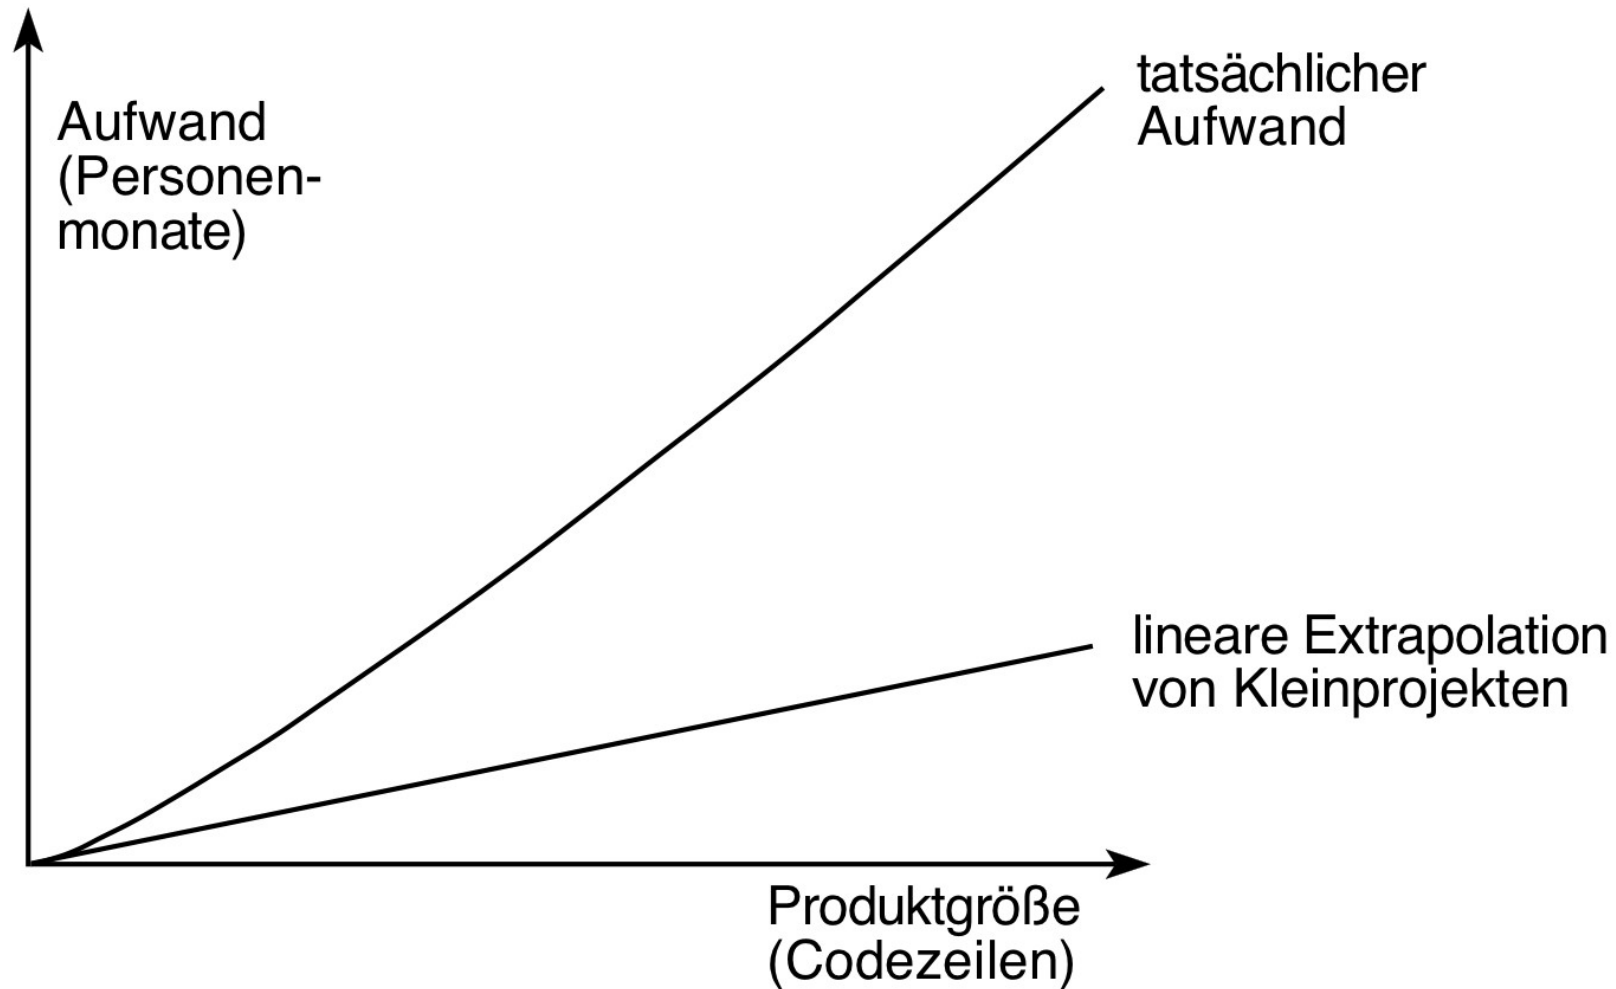 tatsächlicher
Aufwand
Aufwand
(Personen-
monate)
lineare Extrapolation
von Kleinprojekten
Produktgröße
(Codezeilen)